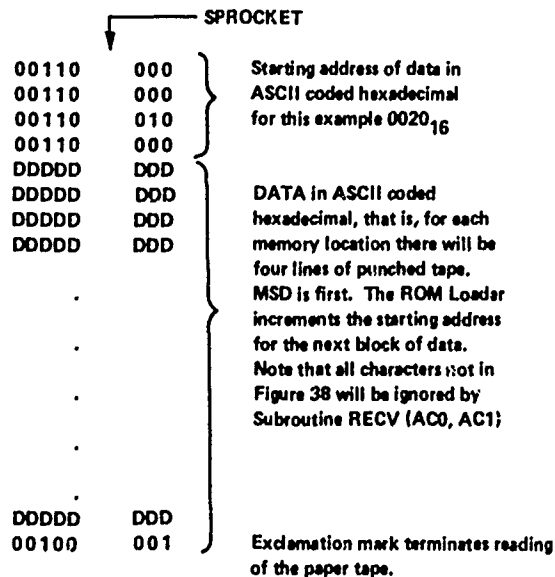 SPROCKET
00110 000
00110 000
00110 010
00110 000
Starting address of data in
ASCII coded hexadecimal
for this example 0020₁₆
DDDDD DDD
DDDDD DDD
DDDDD DDD
DDDDD DDD
.
.
.
.
.
DDDDD DDD
00100 001
DATA in ASCII coded
hexadecimal, that is, for each
memory location there will be
four lines of punched tape.
MSD is first. The ROM Loader
increments the starting address
for the next block of data.
Note that all characters not in
Figure 38 will be ignored by
Subroutine RECV (AC0, AC1)
Exclamation mark terminates reading
of the paper tape.